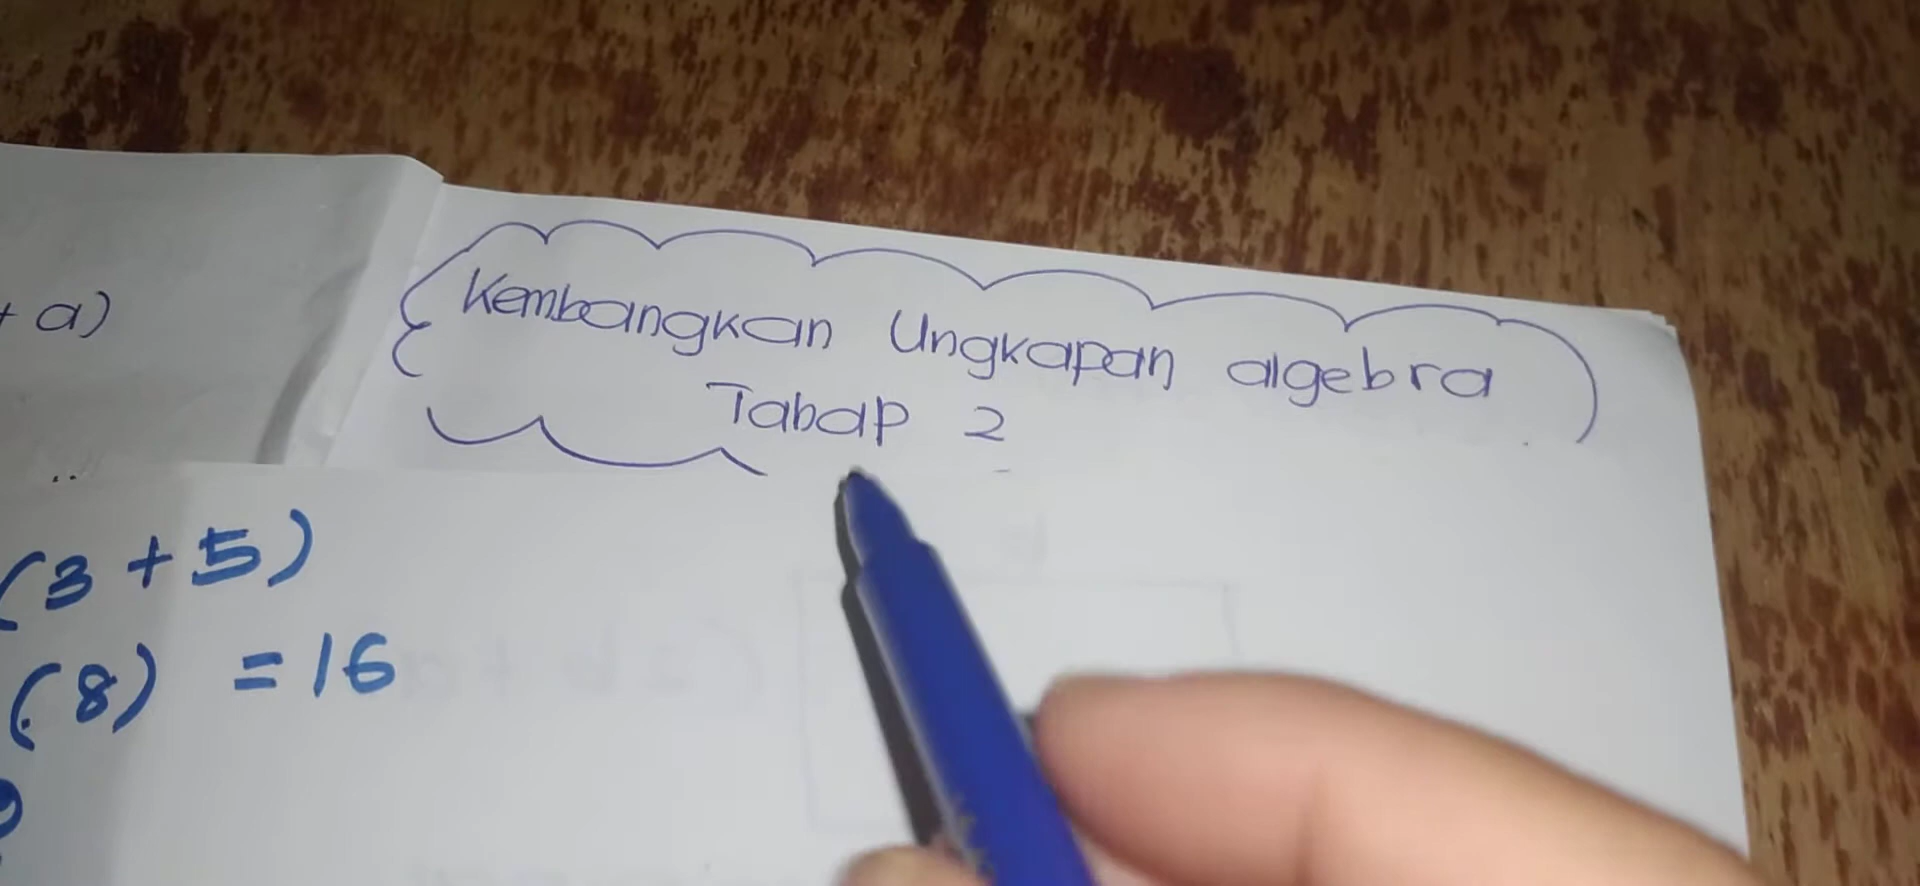 + a)
Kembangkan Ungkapan algebra
Tahap 2
..
(3 + 5)
(8) = 16